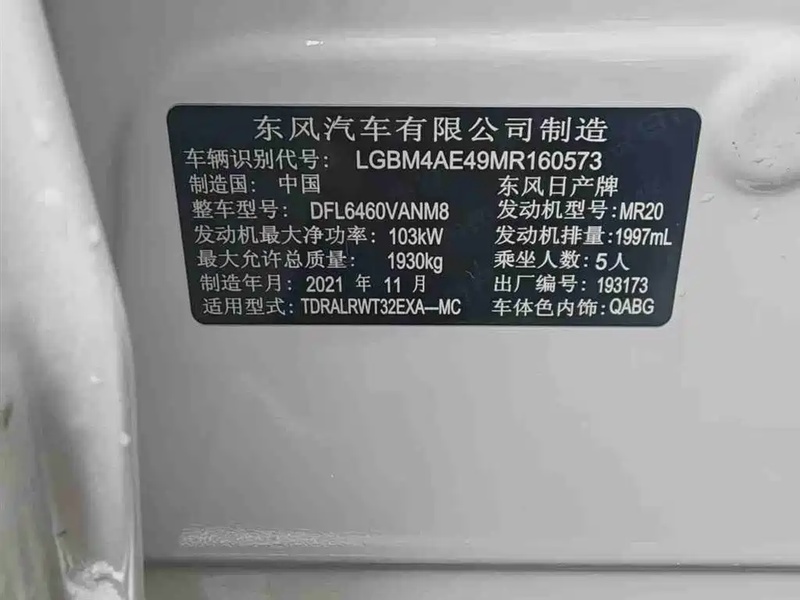 东风汽车有限公司制造
车辆识别代号: LGBM4AE49MR160573
制造国: 中国 东风日产牌
整车型号: DFL6460VANM8 发动机型号:MR20
发动机最大净功率: 103kW 发动机排量:1997mL
最大允许总质量: 1930kg 乘坐人数:5人
制造年月: 2021 年 11 月 出厂编号: 193173
适用型式:TDRALRWT32EXA—MC 车体色内饰:QABG